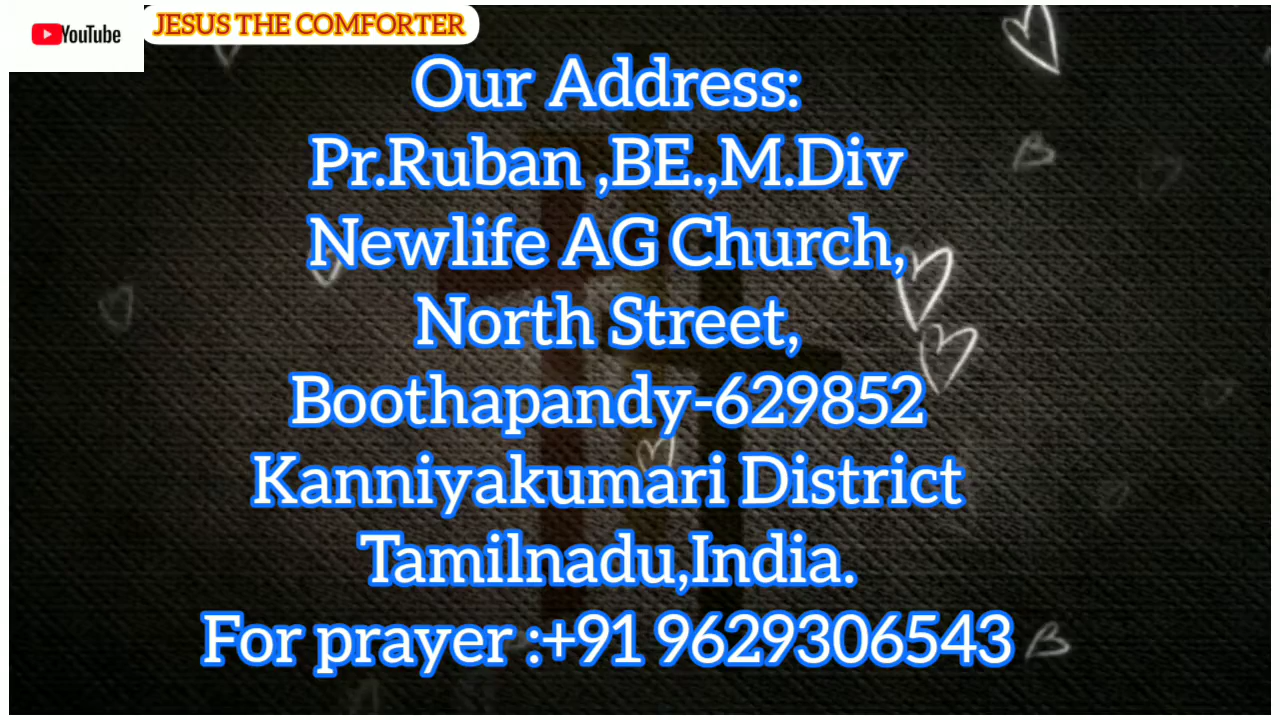 YouTube
JESUS THE COMFORTER
Our Address:
Pr.Ruban ,BE.,M.Div
Newlife AG Church,
North Street,
Boothapandy-629852
Kanniyakumari District
Tamilnadu,India.
For prayer :+91 9629306543